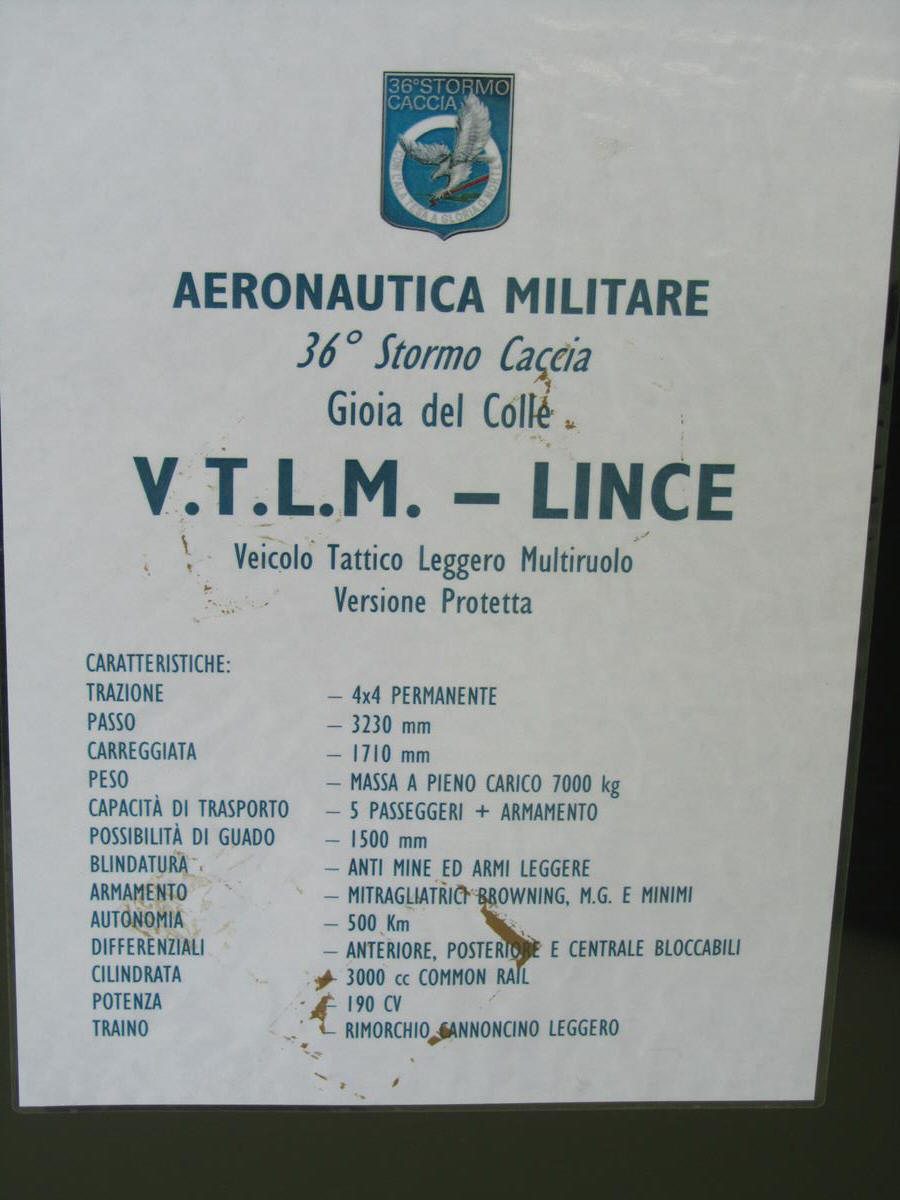 36°STORMO
CACCIA
AERONAUTICA MILITARE
36° Stormo Caccia
Gioia del Colle
V.T.L.M. – LINCE
Veicolo Tattico Leggero Multiruolo
Versione Protetta
CARATTERISTICHE:
TRAZIONE – 4x4 PERMANENTE
PASSO – 3230 mm
CARREGGIATA – 1710 mm
PESO – MASSA A PIENO CARICO 7000 kg
CAPACITÀ DI TRASPORTO – 5 PASSEGGERI + ARMAMENTO
POSSIBILITÀ DI GUADO – 1500 mm
BLINDATURA – ANTI MINE ED ARMI LEGGERE
ARMAMENTO – MITRAGLIATRICI BROWNING, M.G. E MINIMI
AUTONOMIA – 500 Km
DIFFERENZIALI – ANTERIORE, POSTERIORE E CENTRALE BLOCCABILI
CILINDRATA – 3000 cc COMMON RAIL
POTENZA – 190 CV
TRAINO – RIMORCHIO CANNONCINO LEGGERO